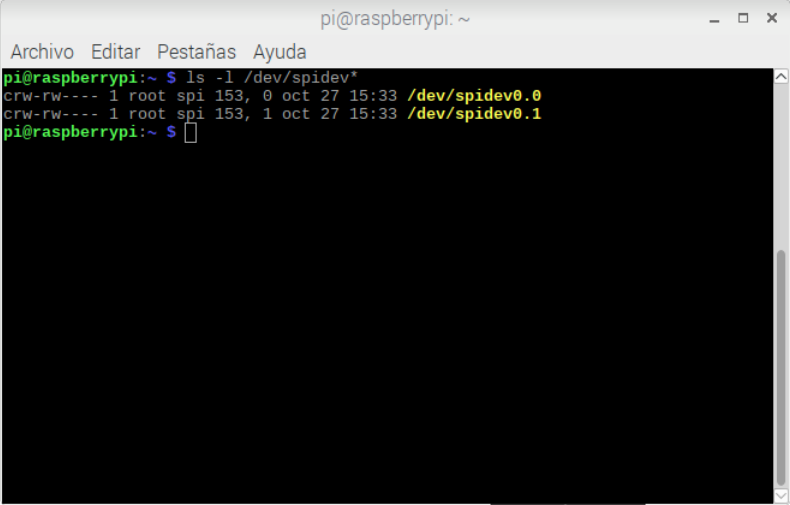 pi@raspberrypi: ~
Archivo Editar Pestañas Ayuda
pi@raspberrypi:~ $ ls -l /dev/spidev*
crw-rw---- 1 root spi 153, 0 oct 27 15:33 /dev/spidev0.0
crw-rw---- 1 root spi 153, 1 oct 27 15:33 /dev/spidev0.1
pi@raspberrypi:~ $